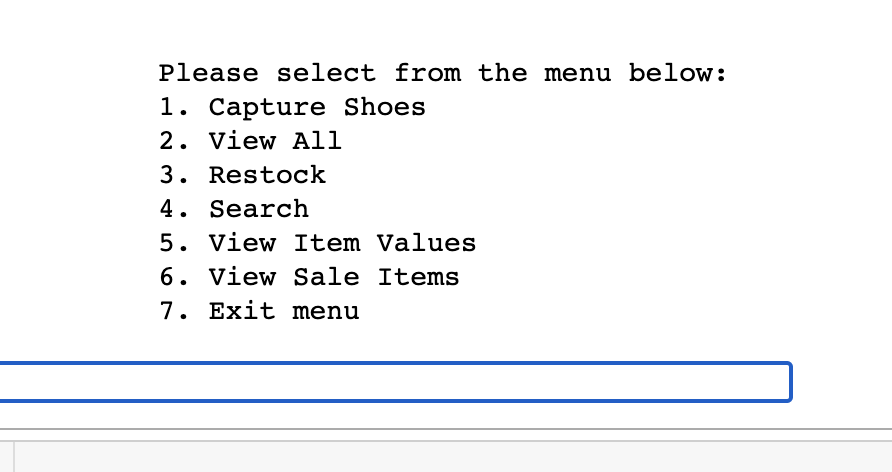 Please select from the menu below:
1. Capture Shoes
2. View All
3. Restock
4. Search
5. View Item Values
6. View Sale Items
7. Exit menu